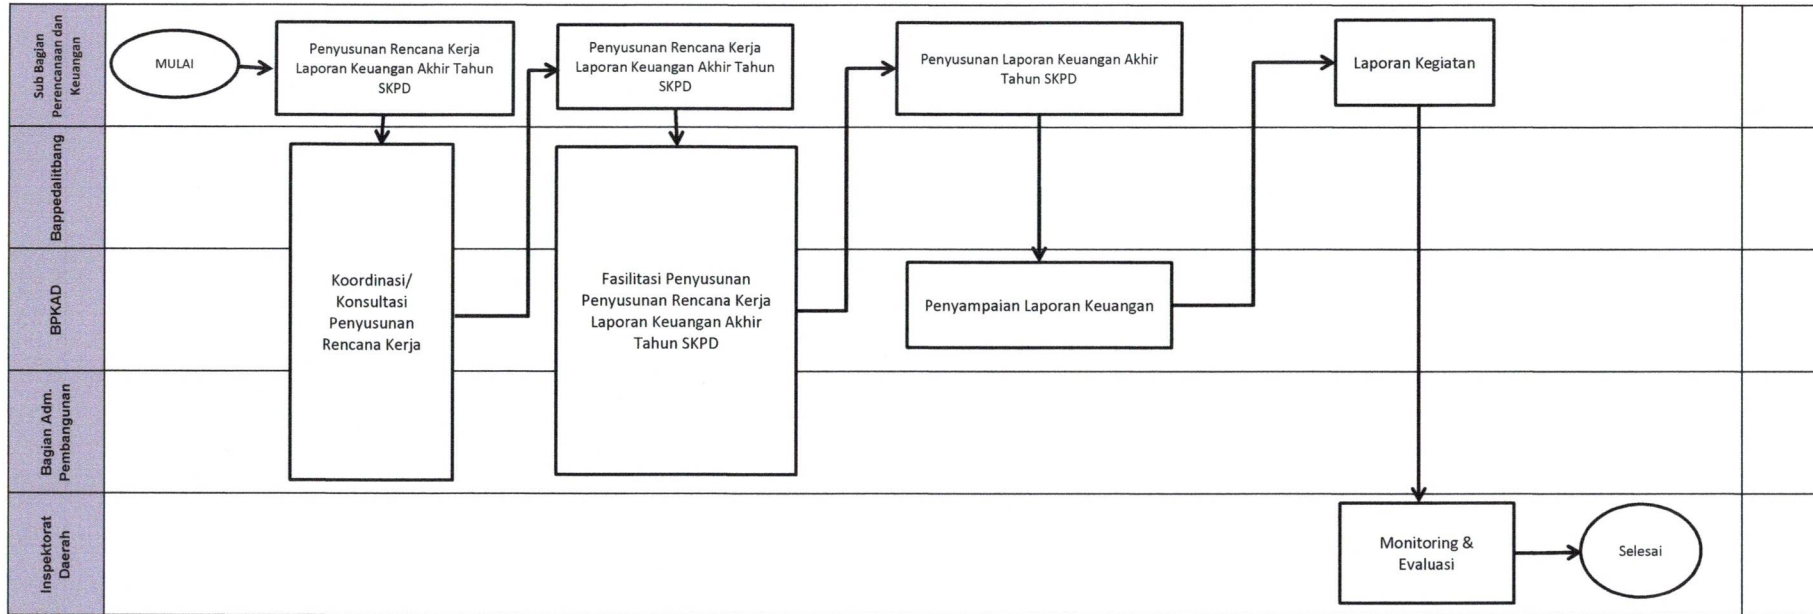 Sub Bagian
Perencanaan dan
Keuangan
MULAI
Penyusunan Rencana Kerja
Laporan Keuangan Akhir Tahun
SKPD
Penyusunan Rencana Kerja
Laporan Keuangan Akhir Tahun
SKPD
Penyusunan Laporan Keuangan Akhir
Tahun SKPD
Laporan Kegiatan
Bappedalitbang
BPKAD
Koordinasi/
Konsultasi
Penyusunan
Rencana Kerja
Fasilitasi Penyusunan
Penyusunan Rencana Kerja
Laporan Keuangan Akhir
Tahun SKPD
Penyampaian Laporan Keuangan
Bagian Adm.
Pembangunan
Inspektorat
Daerah
Monitoring &
Evaluasi
Selesai